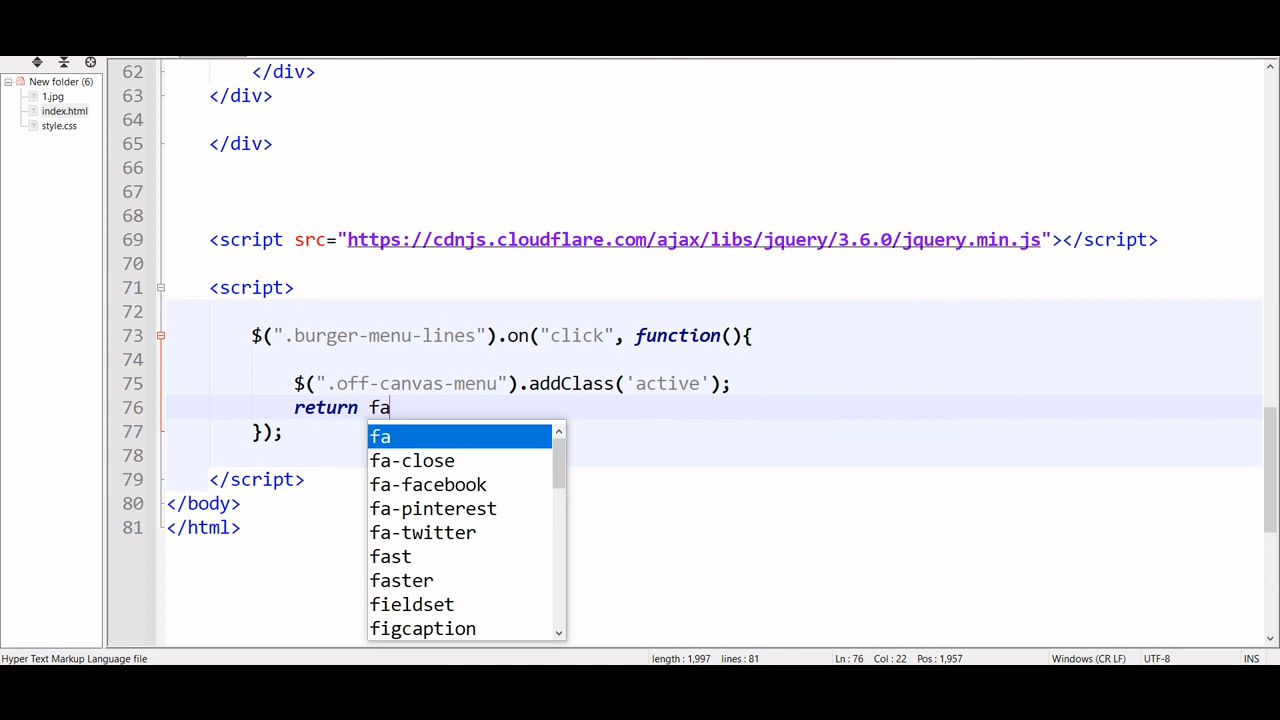 New folder (6)
1.jpg
index.html
style.css
62 </div>
63 </div>
64
65 </div>
66
67
68
69 <script src="https://cdnjs.cloudflare.com/ajax/libs/jquery/3.6.0/jquery.min.js"></script>
70
71 <script>
72
73 $(".burger-menu-lines").on("click", function(){
74
75 $(".off-canvas-menu").addClass('active');
76 return fa
77 });
78
79 </script>
80 </body>
81 </html>
fa
fa-close
fa-facebook
fa-pinterest
fa-twitter
fast
faster
fieldset
figcaption
Hyper Text Markup Language file length : 1,997 lines : 81 Ln : 76 Col : 22 Pos : 1,957 Windows (CR LF) UTF-8 INS